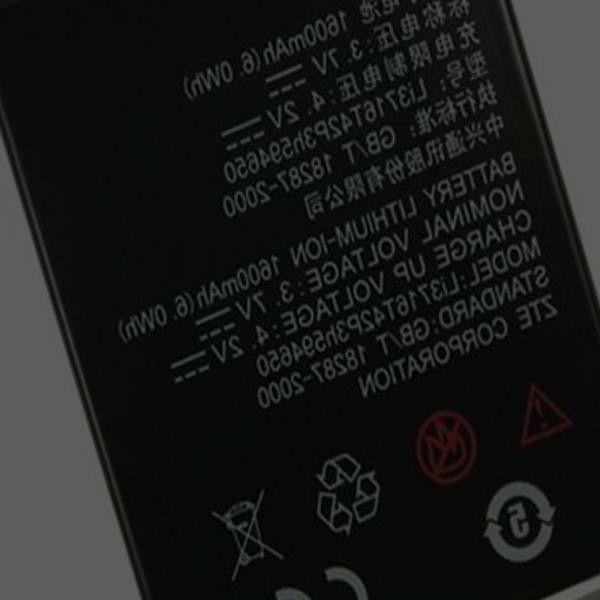 电池 1600mAh(6.0Wh)
标称电压:3.7V
充电限制电压:4.2V
型号:Li3716T42P3h594650
执行标准:GB/T 18287-2000
中兴通讯股份有限公司
BATTERY LITHIUM-ION 1600mAh(6.0Wh)
NOMINAL VOLTAGE:3.7V
CHARGE UP VOLTAGE:4.2V
MODEL:Li3716T42P3h594650
STANDARD:GB/T 18287-2000
ZTE CORPORATION
5
CE